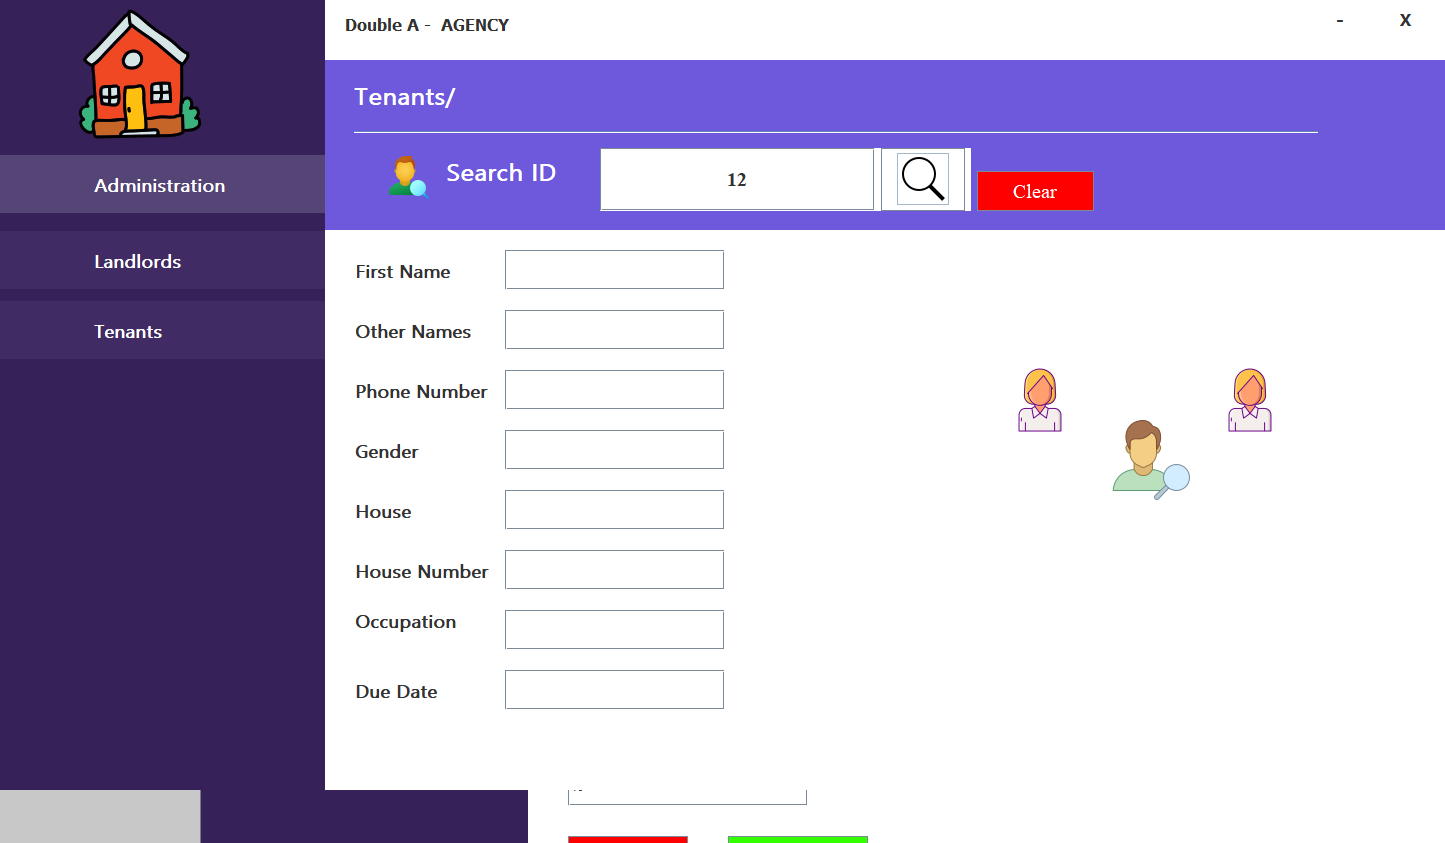 Double A -  AGENCY
-
X
Tenants/
Search ID
12
Clear
Administration
Landlords
Tenants
First Name
Other Names
Phone Number
Gender
House
House Number
Occupation
Due Date